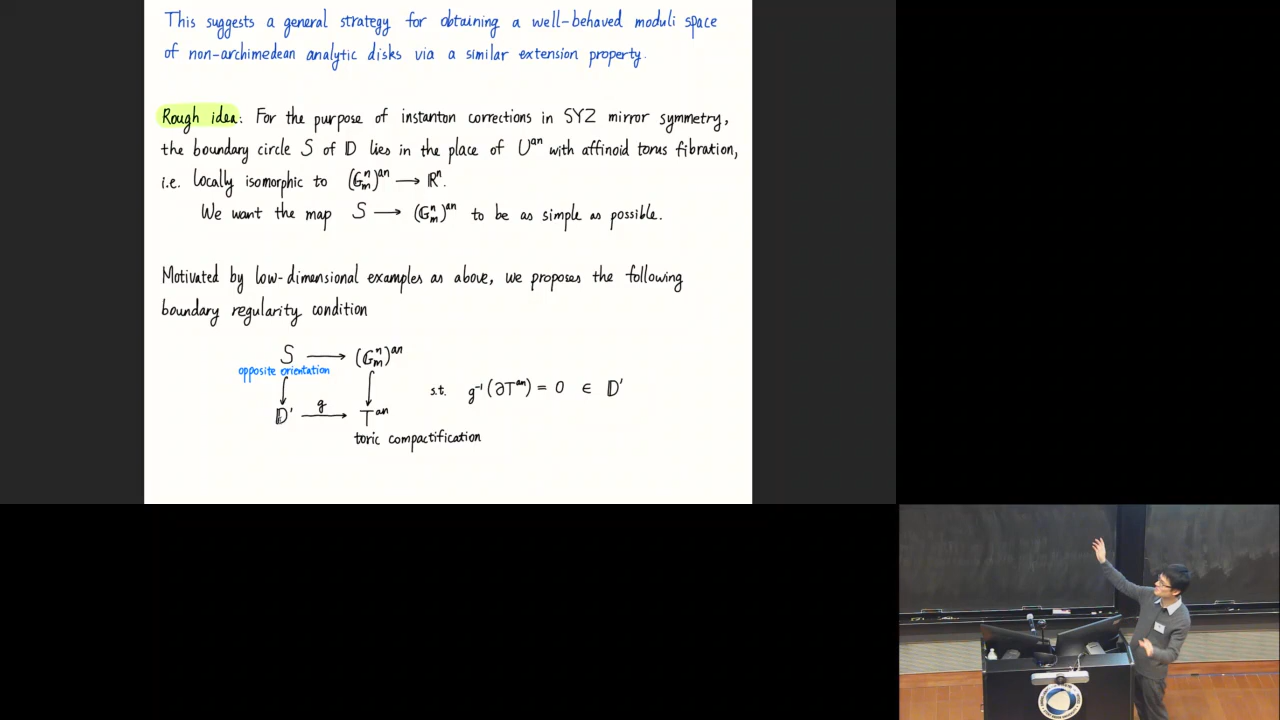 This suggests a general strategy for obtaining a well-behaved moduli space
of non-archimedean analytic disks via a similar extension property.
Rough idea: For the purpose of instanton corrections in SYZ mirror symmetry,
the boundary circle S of 𝔻 lies in the place of U^an with affinoid torus fibration,
i.e. locally isomorphic to (𝔾_m^n)^an → ℝ^n.
We want the map S → (𝔾_m^n)^an to be as simple as possible.
Motivated by low-dimensional examples as above, we proposes the following
boundary regularity condition
S → (𝔾_m^n)^an
opposite orientation
s.t. g^-1(∂T^an) = 0 ∈ 𝔻'
𝔻' g → T^an
toric compactification